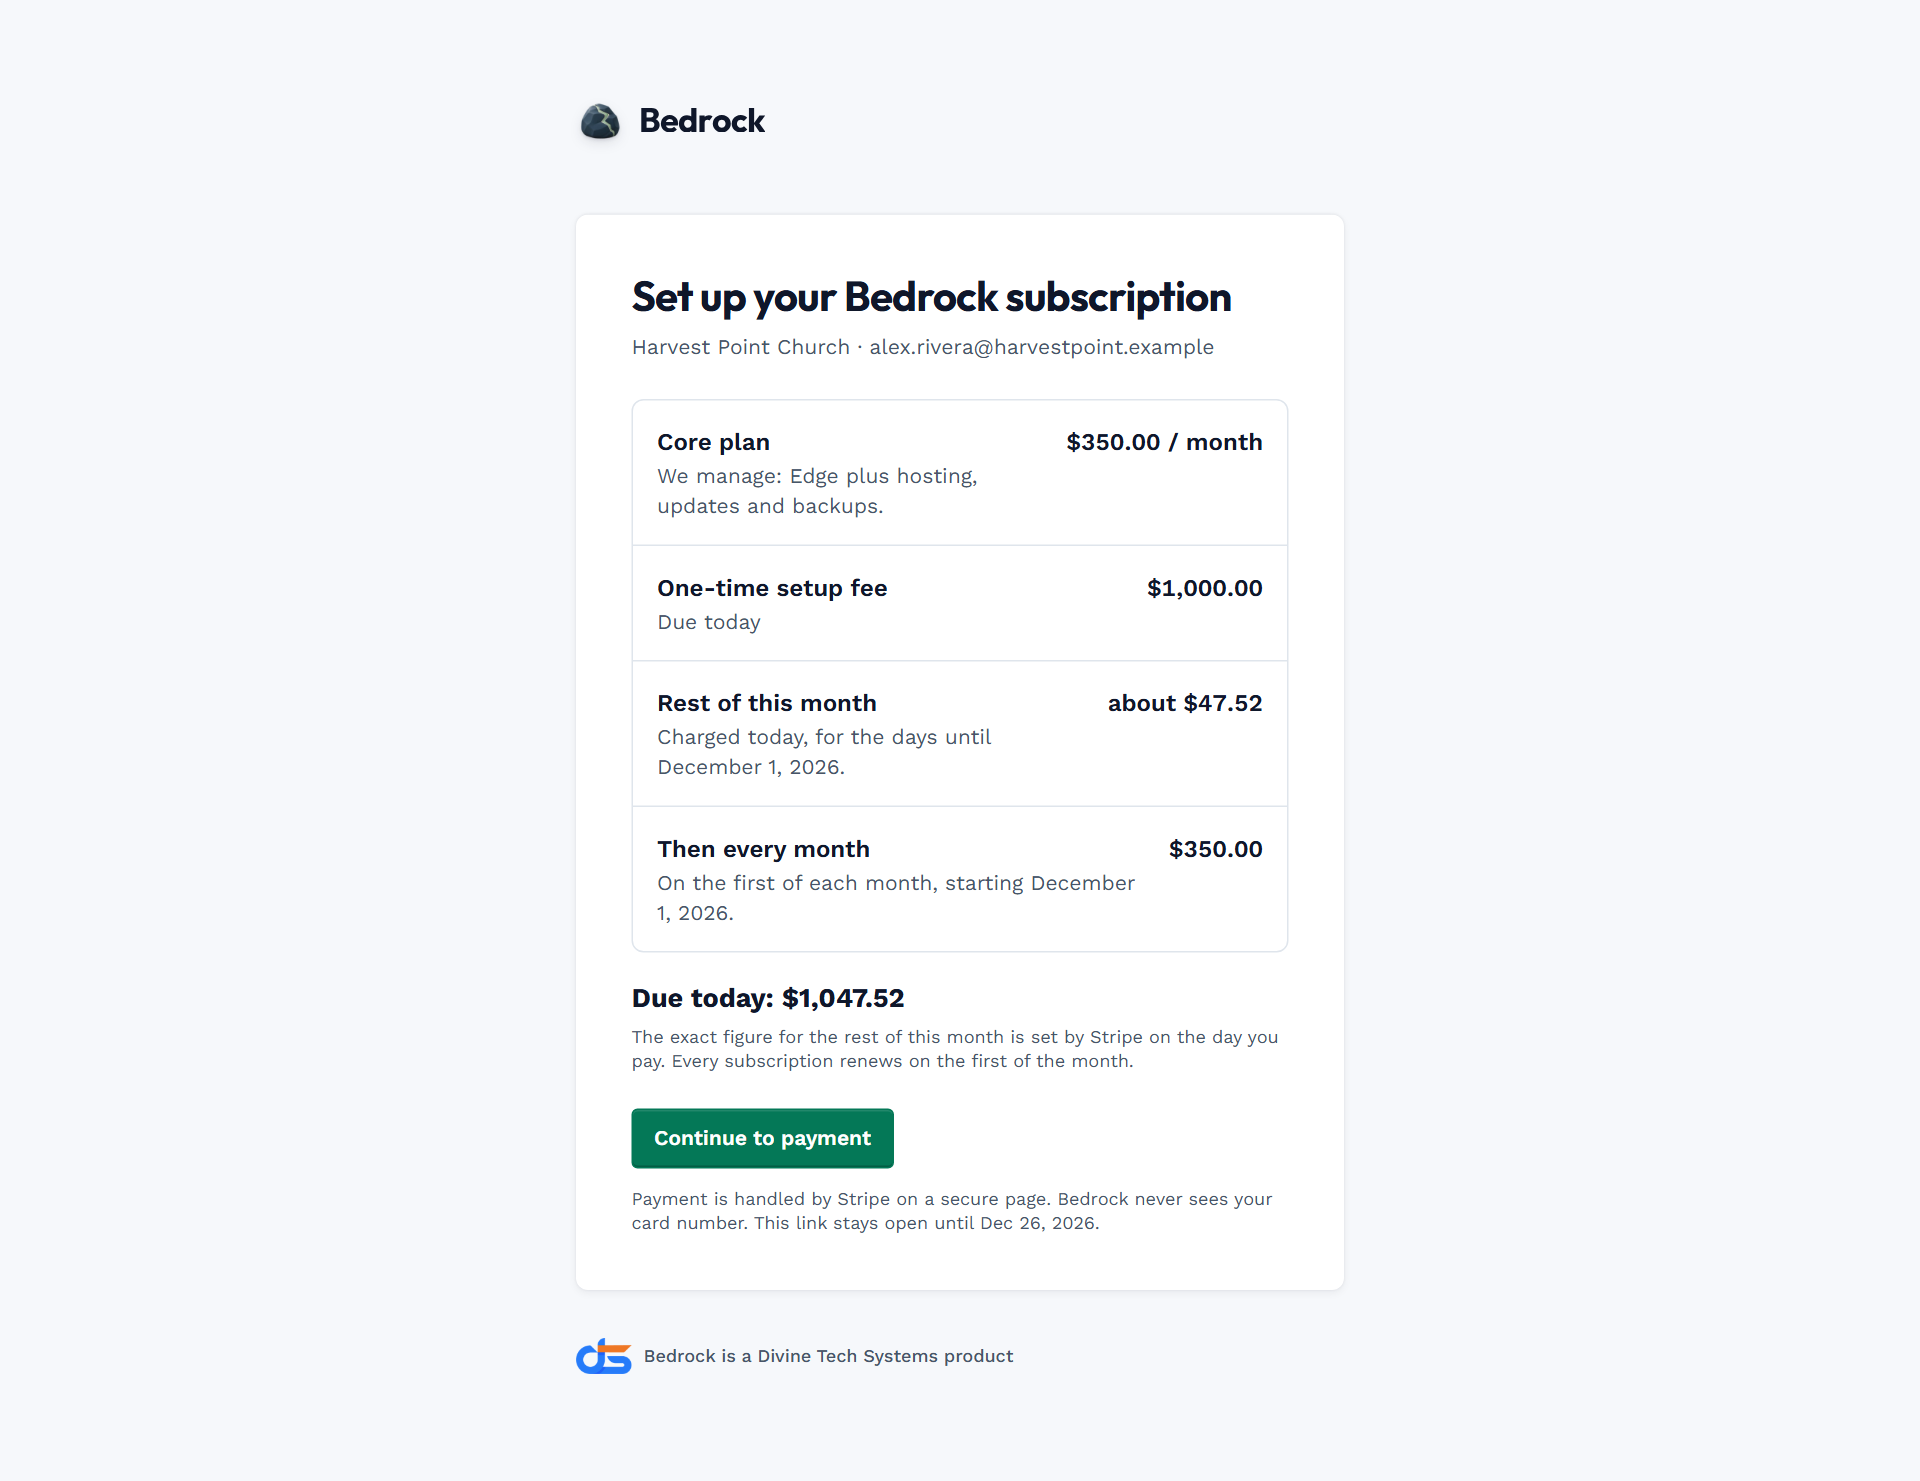 Bedrock
Set up your Bedrock subscription
Harvest Point Church · alex.rivera@harvestpoint.example
Core plan $350.00 / month
We manage: Edge plus hosting,
updates and backups.
One-time setup fee $1,000.00
Due today
Rest of this month about $47.52
Charged today, for the days until
December 1, 2026.
Then every month $350.00
On the first of each month, starting December
1, 2026.
Due today: $1,047.52
The exact figure for the rest of this month is set by Stripe on the day you
pay. Every subscription renews on the first of the month.
Continue to payment
Payment is handled by Stripe on a secure page. Bedrock never sees your
card number. This link stays open until Dec 26, 2026.
Bedrock is a Divine Tech Systems product